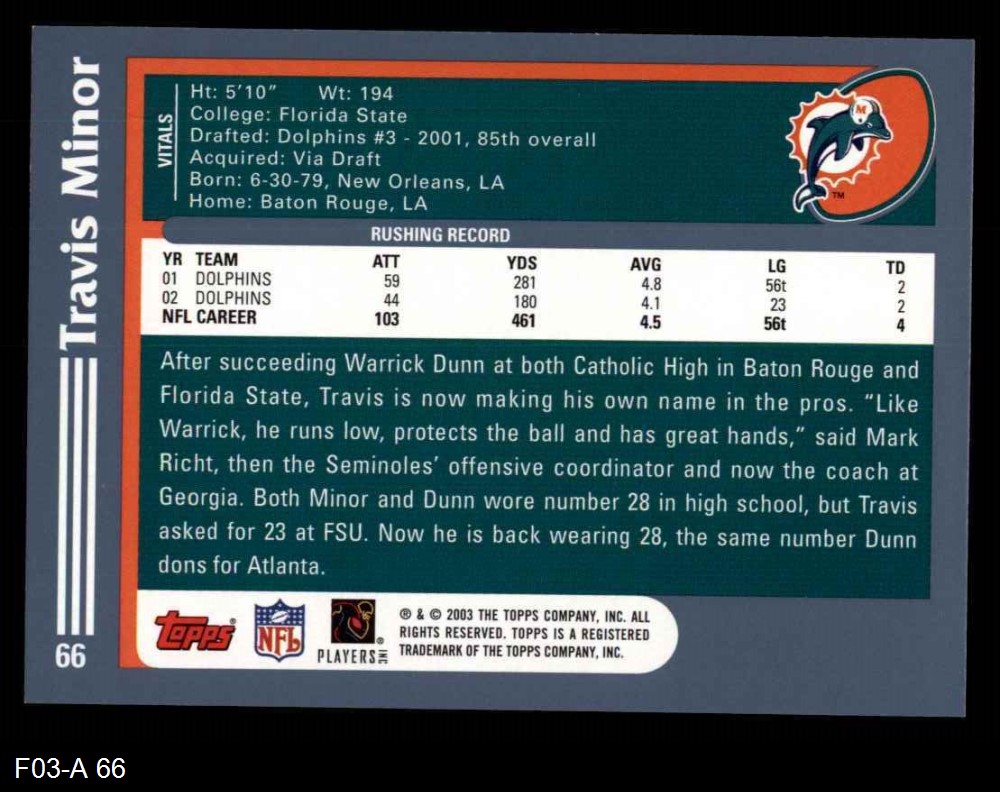 Travis Minor
66
VITALS
Ht: 5'10" Wt: 194
College: Florida State
Drafted: Dolphins #3 - 2001, 85th overall
Acquired: Via Draft
Born: 6-30-79, New Orleans, LA
Home: Baton Rouge, LA
M
TM
RUSHING RECORD
YR TEAM ATT YDS AVG LG TD
01 DOLPHINS 59 281 4.8 56t 2
02 DOLPHINS 44 180 4.1 23 2
NFL CAREER 103 461 4.5 56t 4
After succeeding Warrick Dunn at both Catholic High in Baton Rouge and
Florida State, Travis is now making his own name in the pros. "Like
Warrick, he runs low, protects the ball and has great hands," said Mark
Richt, then the Seminoles' offensive coordinator and now the coach at
Georgia. Both Minor and Dunn wore number 28 in high school, but Travis
asked for 23 at FSU. Now he is back wearing 28, the same number Dunn
dons for Atlanta.
Topps®
NFL
®
PLAYERS INC
® & © 2003 THE TOPPS COMPANY, INC. ALL
RIGHTS RESERVED. TOPPS IS A REGISTERED
TRADEMARK OF THE TOPPS COMPANY, INC.
F03-A 66